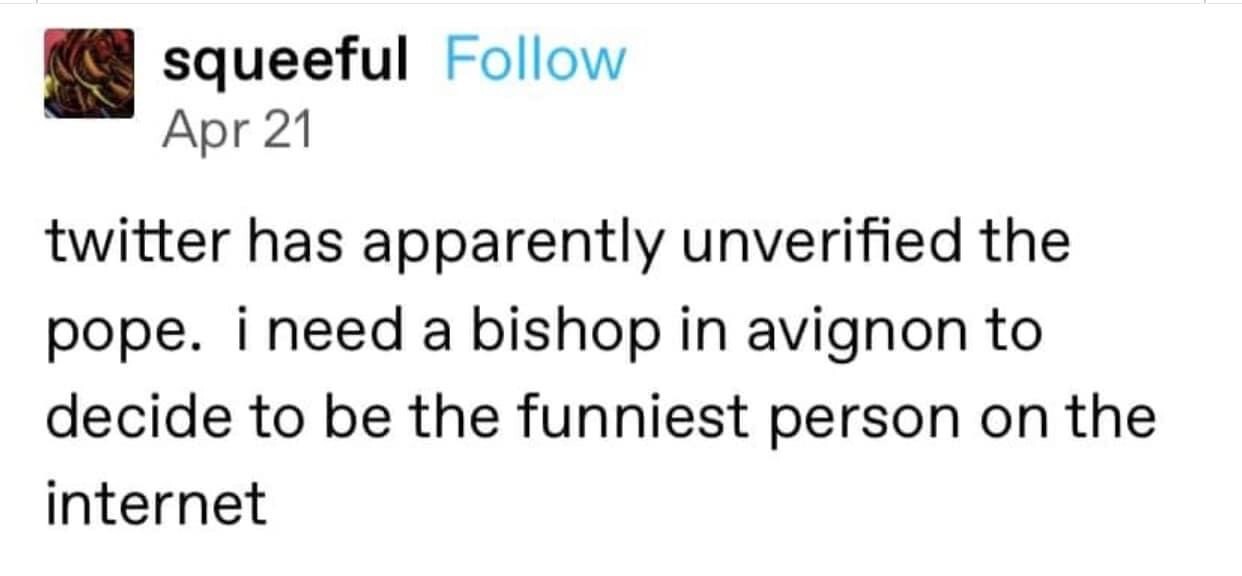 squeeful Follow
Apr 21
twitter has apparently unverified the
pope.  i need a bishop in avignon to
decide to be the funniest person on the
internet